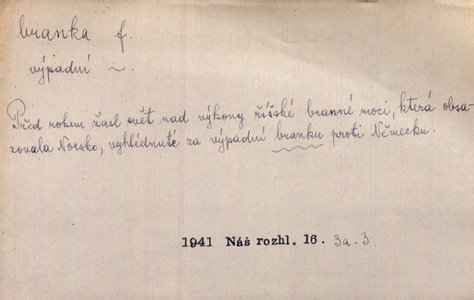 branka f.
výpadní ~.
Před rokem žasl svět nad výkony říšské branné moci, která obsa-
zovala Norsko, vyhlédnuté za výpadní branku proti Německu.
1941 Náš rozhl. 16. 3a. 3.